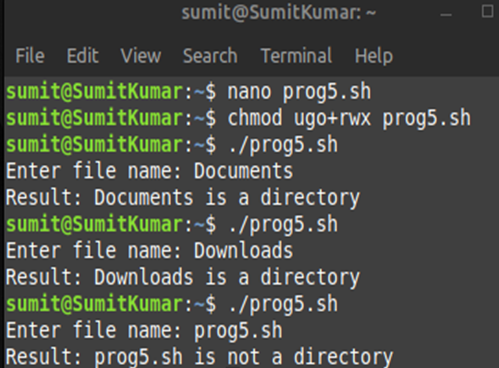 sumit@SumitKumar: ~
File Edit View Search Terminal Help
sumit@SumitKumar:~$ nano prog5.sh
sumit@SumitKumar:~$ chmod ugo+rwx prog5.sh
sumit@SumitKumar:~$ ./prog5.sh
Enter file name: Documents
Result: Documents is a directory
sumit@SumitKumar:~$ ./prog5.sh
Enter file name: Downloads
Result: Downloads is a directory
sumit@SumitKumar:~$ ./prog5.sh
Enter file name: prog5.sh
Result: prog5.sh is not a directory